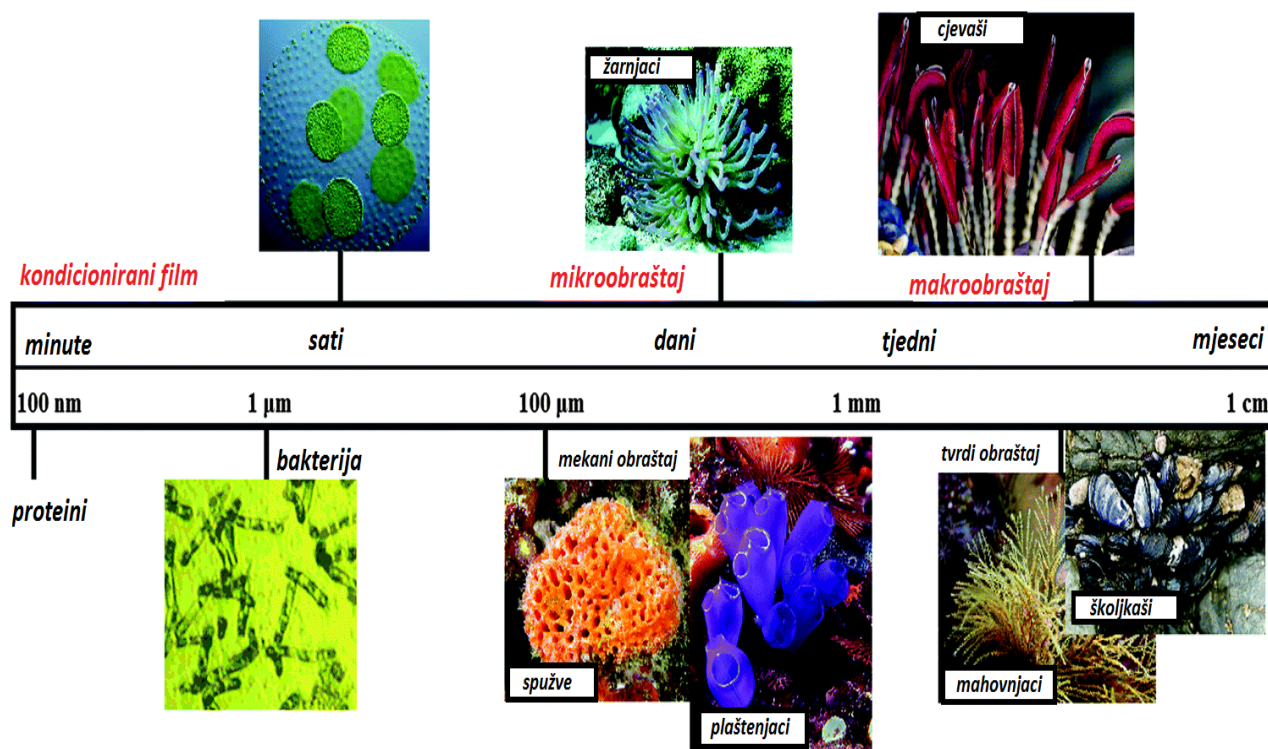 cjevaši
žarnjaci
kondicionirani film
mikroobraštaj
makroobraštaj
minute
sati
dani
tjedni
mjeseci
100 nm
1 µm
100 µm
1 mm
1 cm
proteini
bakterija
mekani obraštaj
tvrdi obraštaj
spužve
plaštenjaci
mahovnjaci
školjkaši